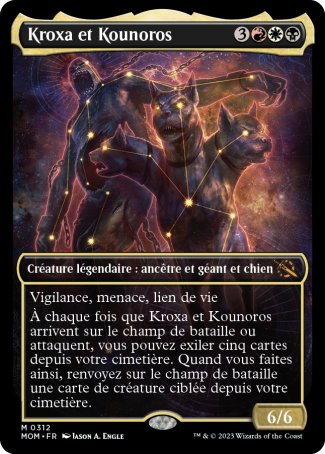 Kroxa et Kounoros 3
Créature légendaire : ancêtre et géant et chien
Vigilance, menace, lien de vie
À chaque fois que Kroxa et Kounoros
arrivent sur le champ de bataille ou
attaquent, vous pouvez exiler cinq cartes
depuis votre cimetière. Quand vous faites
ainsi, renvoyez sur le champ de bataille
une carte de créature ciblée depuis votre
cimetière.
6/6
M 0312
MOM • FR Jason A. Engle ™ & © 2023 Wizards of the Coast